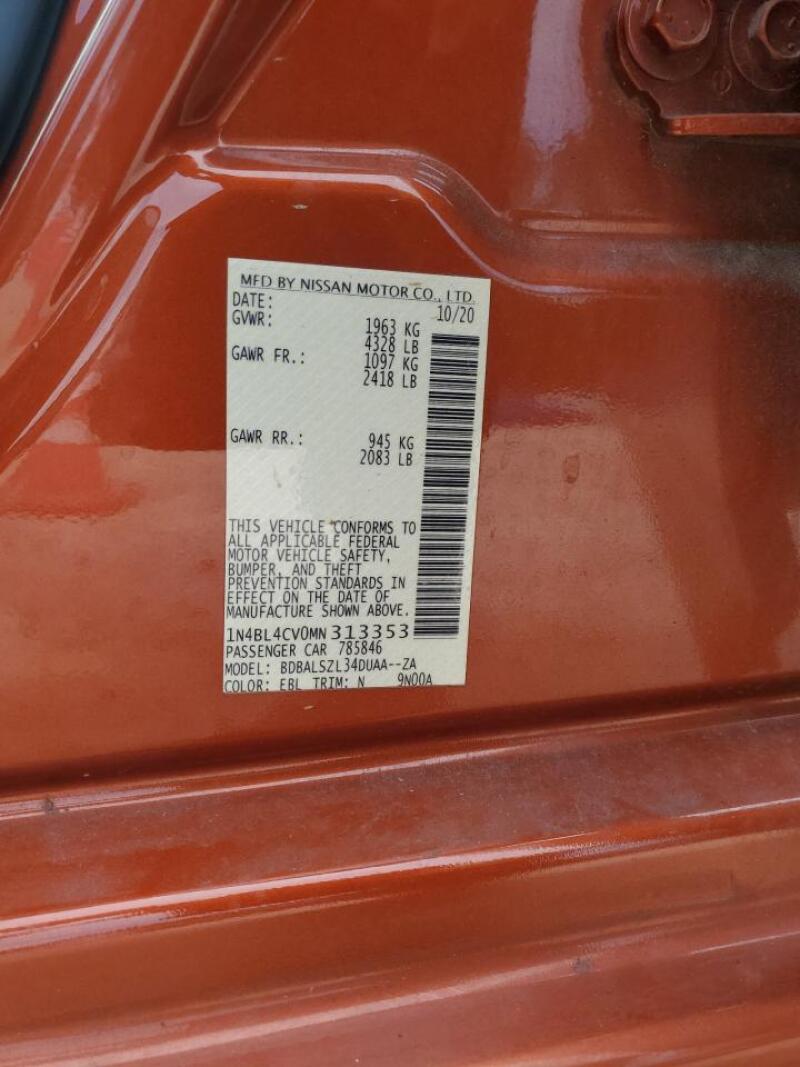 MFD BY NISSAN MOTOR CO., LTD.
DATE: 10/20
GVWR: 1963 KG
4328 LB
GAWR FR.: 1097 KG
2418 LB
GAWR RR.: 945 KG
2083 LB
THIS VEHICLE CONFORMS TO
ALL APPLICABLE FEDERAL
MOTOR VEHICLE SAFETY,
BUMPER, AND THEFT
PREVENTION STANDARDS IN
EFFECT ON THE DATE OF
MANUFACTURE SHOWN ABOVE.
1N4BL4CV0MN313353
PASSENGER CAR 785846
MODEL: BDBALSZL34DUAA--ZA
COLOR: EBL TRIM: N 9N00A